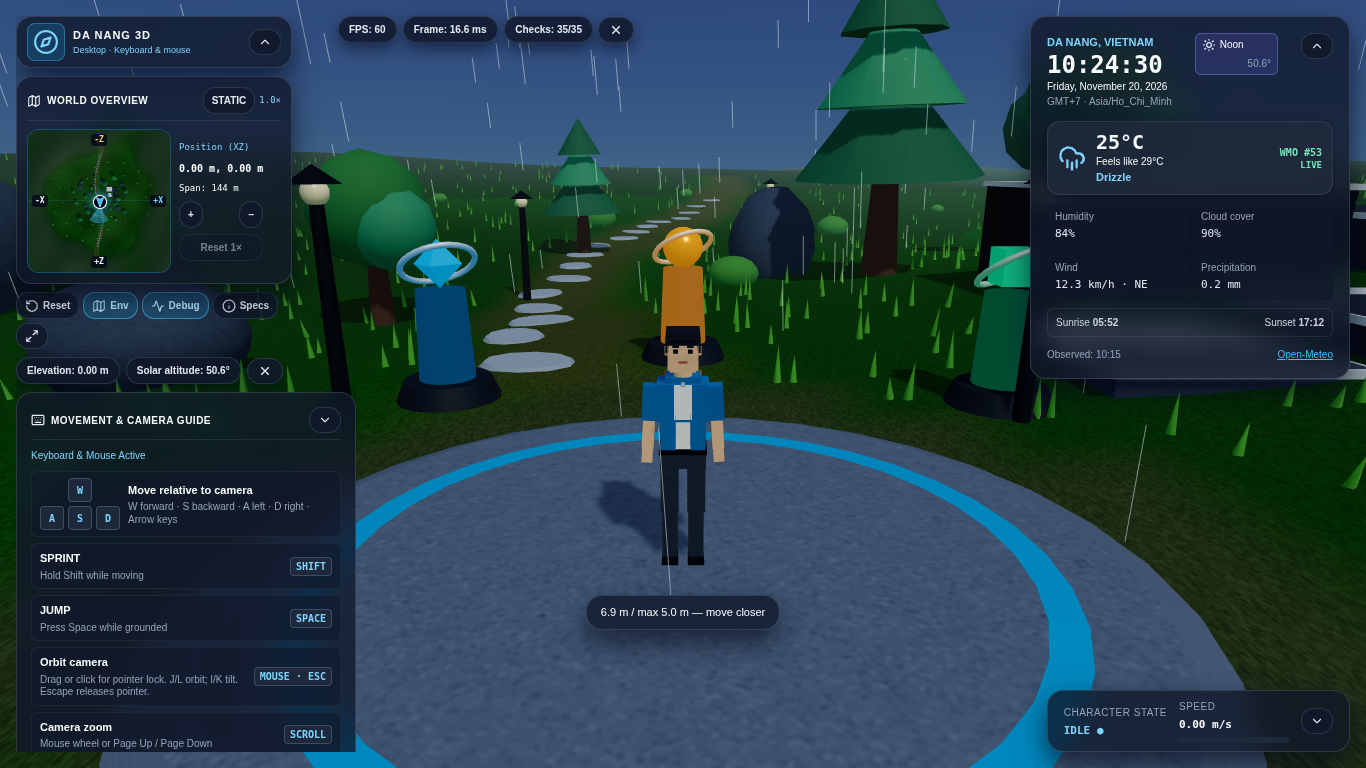 DA NANG 3D
Desktop · Keyboard & mouse
FPS: 60
Frame: 16.6 ms
Checks: 35/35
WORLD OVERVIEW
STATIC
1.0×
-Z
-X
+X
+Z
Position (XZ)
0.00 m, 0.00 m
Span: 144 m
+
−
Reset 1×
Reset
Env
Debug
Specs
Elevation: 0.00 m
Solar altitude: 50.6°
MOVEMENT & CAMERA GUIDE
Keyboard & Mouse Active
W
A S D
Move relative to camera
W forward · S backward · A left · D right ·
Arrow keys
SPRINT
Hold Shift while moving
SHIFT
JUMP
Press Space while grounded
SPACE
Orbit camera
Drag or click for pointer lock. J/L orbit; I/K tilt.
Escape releases pointer.
MOUSE · ESC
Camera zoom
Mouse wheel or Page Up / Page Down
SCROLL
6.9 m / max 5.0 m — move closer
DA NANG, VIETNAM
10:24:30
Friday, November 20, 2026
GMT+7 · Asia/Ho_Chi_Minh
Noon
50.6°
25°C
Feels like 29°C
Drizzle
WMO #53
LIVE
Humidity
84%
Cloud cover
90%
Wind
12.3 km/h · NE
Precipitation
0.2 mm
Sunrise 05:52
Sunset 17:12
Observed: 10:15
Open-Meteo
CHARACTER STATE
IDLE
SPEED
0.00 m/s